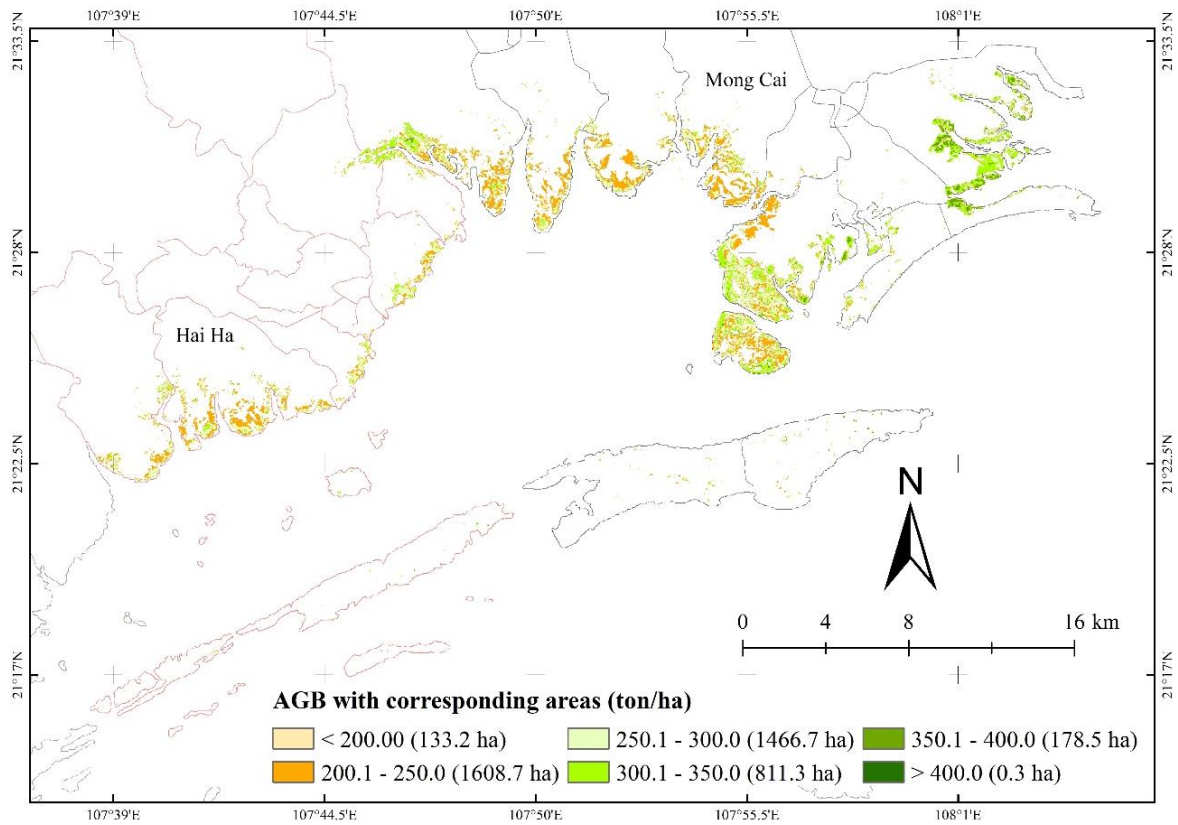 107°39'E 107°44.5'E 107°50'E 107°55.5'E 108°1'E
21°33.5'N 21°33.5'N
Mong Cai
21°28'N 21°28'N
Hai Ha
21°22.5'N 21°22.5'N
N
0 4 8 16 km
21°17'N 21°17'N
AGB with corresponding areas (ton/ha)
< 200.00 (133.2 ha) 250.1 - 300.0 (1466.7 ha) 350.1 - 400.0 (178.5 ha)
200.1 - 250.0 (1608.7 ha) 300.1 - 350.0 (811.3 ha) > 400.0 (0.3 ha)
107°39'E 107°44.5'E 107°50'E 107°55.5'E 108°1'E